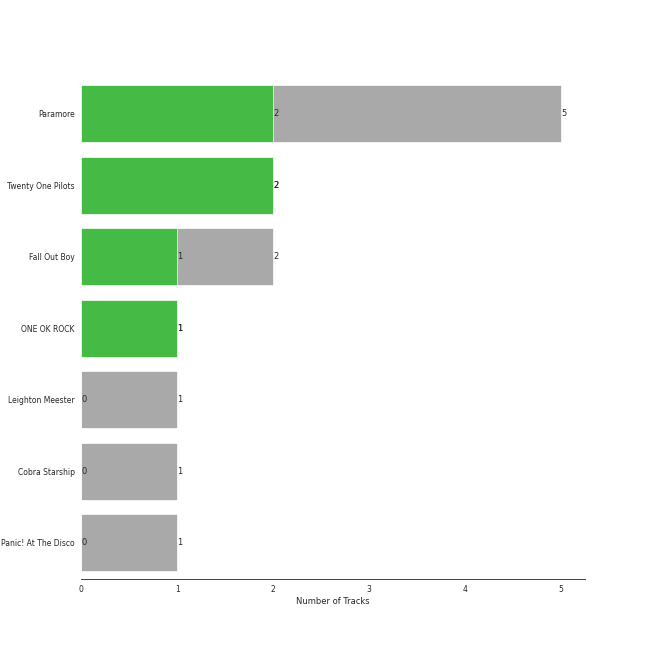 Paramore 2 5
Twenty One Pilots 2
Fall Out Boy 1 2
ONE OK ROCK 1
Leighton Meester 0 1
Cobra Starship 0 1
Panic! At The Disco 0 1
0 1 2 3 4 5
Number of Tracks